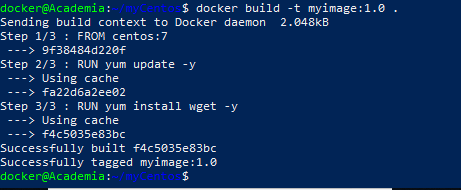 docker@Academia:~/myCentos$ docker build -t myimage:1.0 .
Sending build context to Docker daemon  2.048kB
Step 1/3 : FROM centos:7
 ---> 9f38484d220f
Step 2/3 : RUN yum update -y
 ---> Using cache
 ---> fa22d6a2ee02
Step 3/3 : RUN yum install wget -y
 ---> Using cache
 ---> f4c5035e83bc
Successfully built f4c5035e83bc
Successfully tagged myimage:1.0
docker@Academia:~/myCentos$